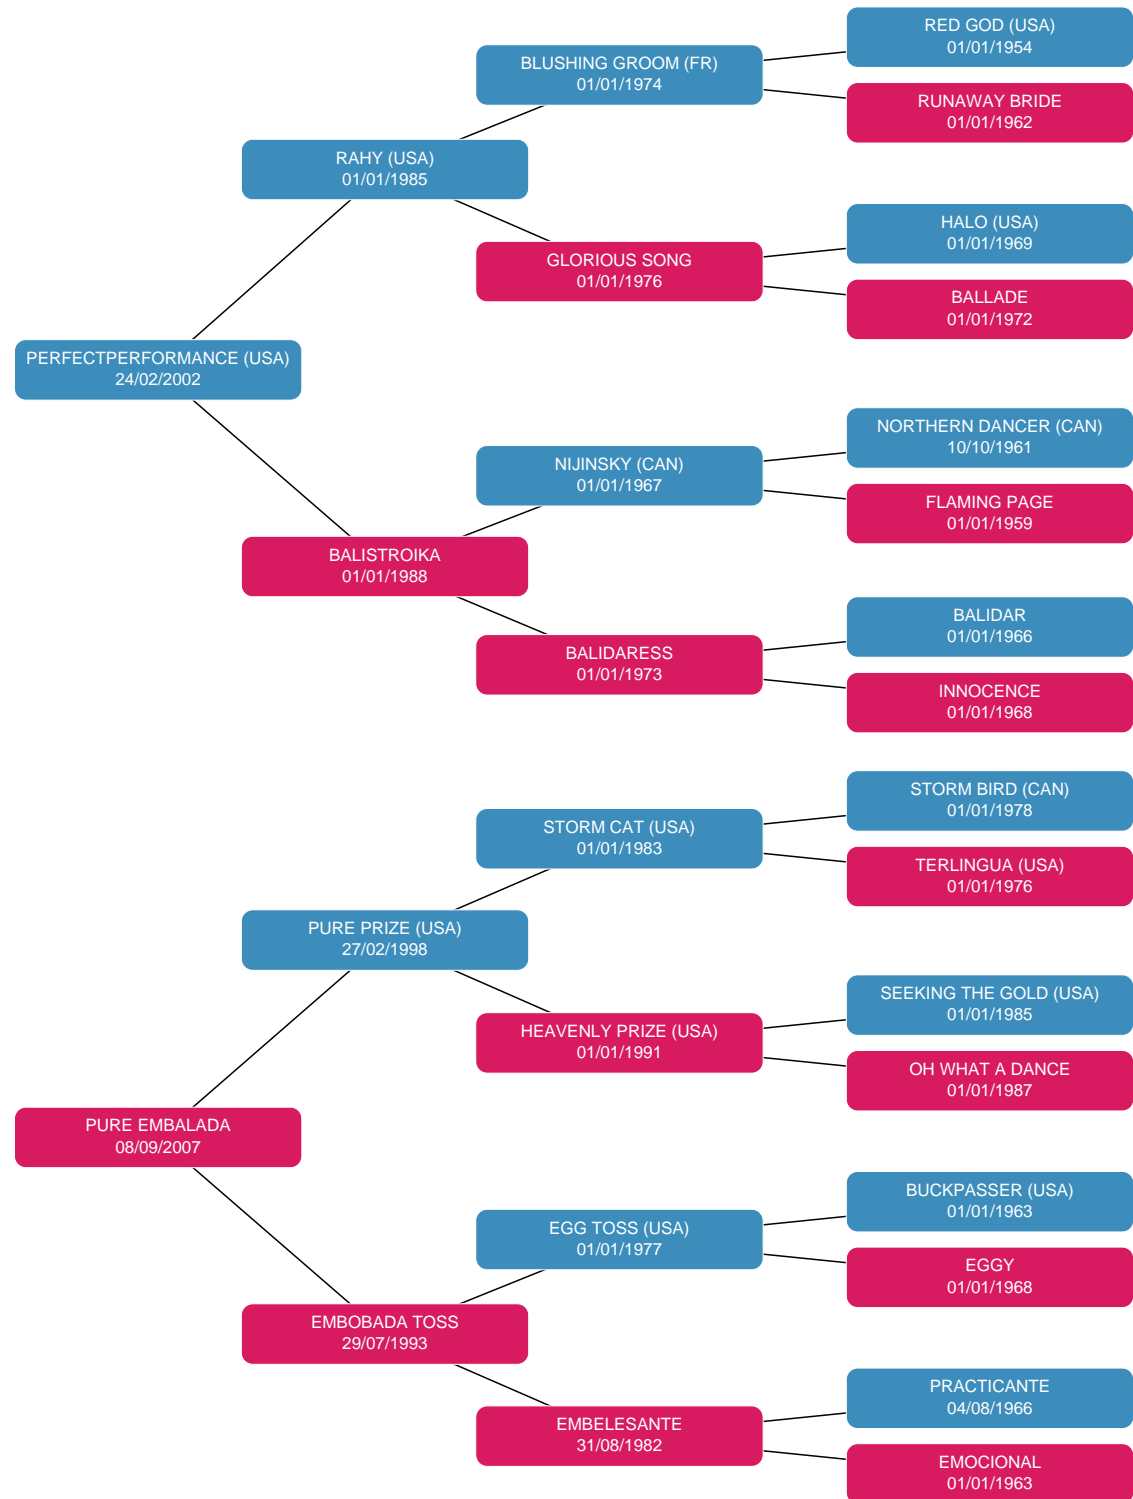 RED GOD (USA)
01/01/1954
BLUSHING GROOM (FR)
01/01/1974
RUNAWAY BRIDE
01/01/1962
RAHY (USA)
01/01/1985
HALO (USA)
01/01/1969
GLORIOUS SONG
01/01/1976
BALLADE
01/01/1972
PERFECTPERFORMANCE (USA)
24/02/2002
NORTHERN DANCER (CAN)
10/10/1961
NIJINSKY (CAN)
01/01/1967
FLAMING PAGE
01/01/1959
BALISTROIKA
01/01/1988
BALIDAR
01/01/1966
BALIDARESS
01/01/1973
INNOCENCE
01/01/1968
STORM BIRD (CAN)
01/01/1978
STORM CAT (USA)
01/01/1983
TERLINGUA (USA)
01/01/1976
PURE PRIZE (USA)
27/02/1998
SEEKING THE GOLD (USA)
01/01/1985
HEAVENLY PRIZE (USA)
01/01/1991
OH WHAT A DANCE
01/01/1987
PURE EMBALADA
08/09/2007
BUCKPASSER (USA)
01/01/1963
EGG TOSS (USA)
01/01/1977
EGGY
01/01/1968
EMBOBADA TOSS
29/07/1993
PRACTICANTE
04/08/1966
EMBELESANTE
31/08/1982
EMOCIONAL
01/01/1963